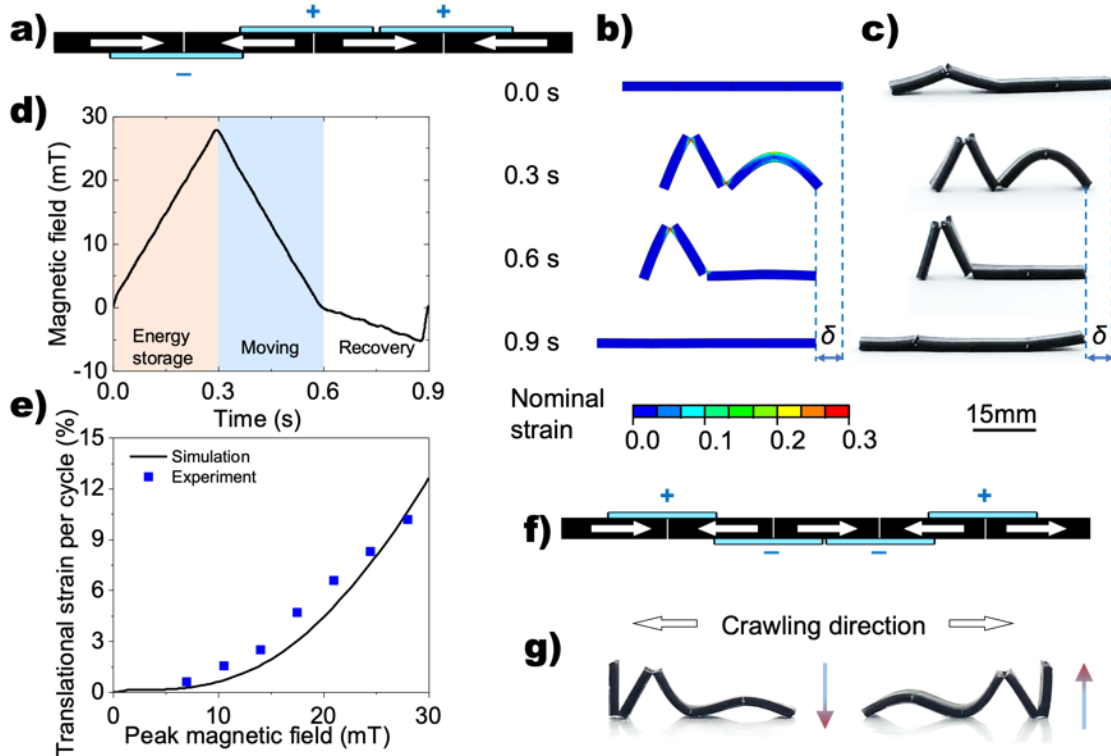 a)
+ +
−
b)
c)
0.0 s
0.3 s
0.6 s
0.9 s
δ
δ
Nominal
strain
0.0 0.1 0.2 0.3
15mm
d)
Magnetic field (mT)
30
20
10
0
-10
Energy
storage
Moving
Recovery
0.0 0.3 0.6 0.9
Time (s)
e)
Translational strain per cycle (%)
15
12
9
6
3
0
Simulation
Experiment
0 10 20 30
Peak magnetic field (mT)
f)
+ +
− −
g)
Crawling direction